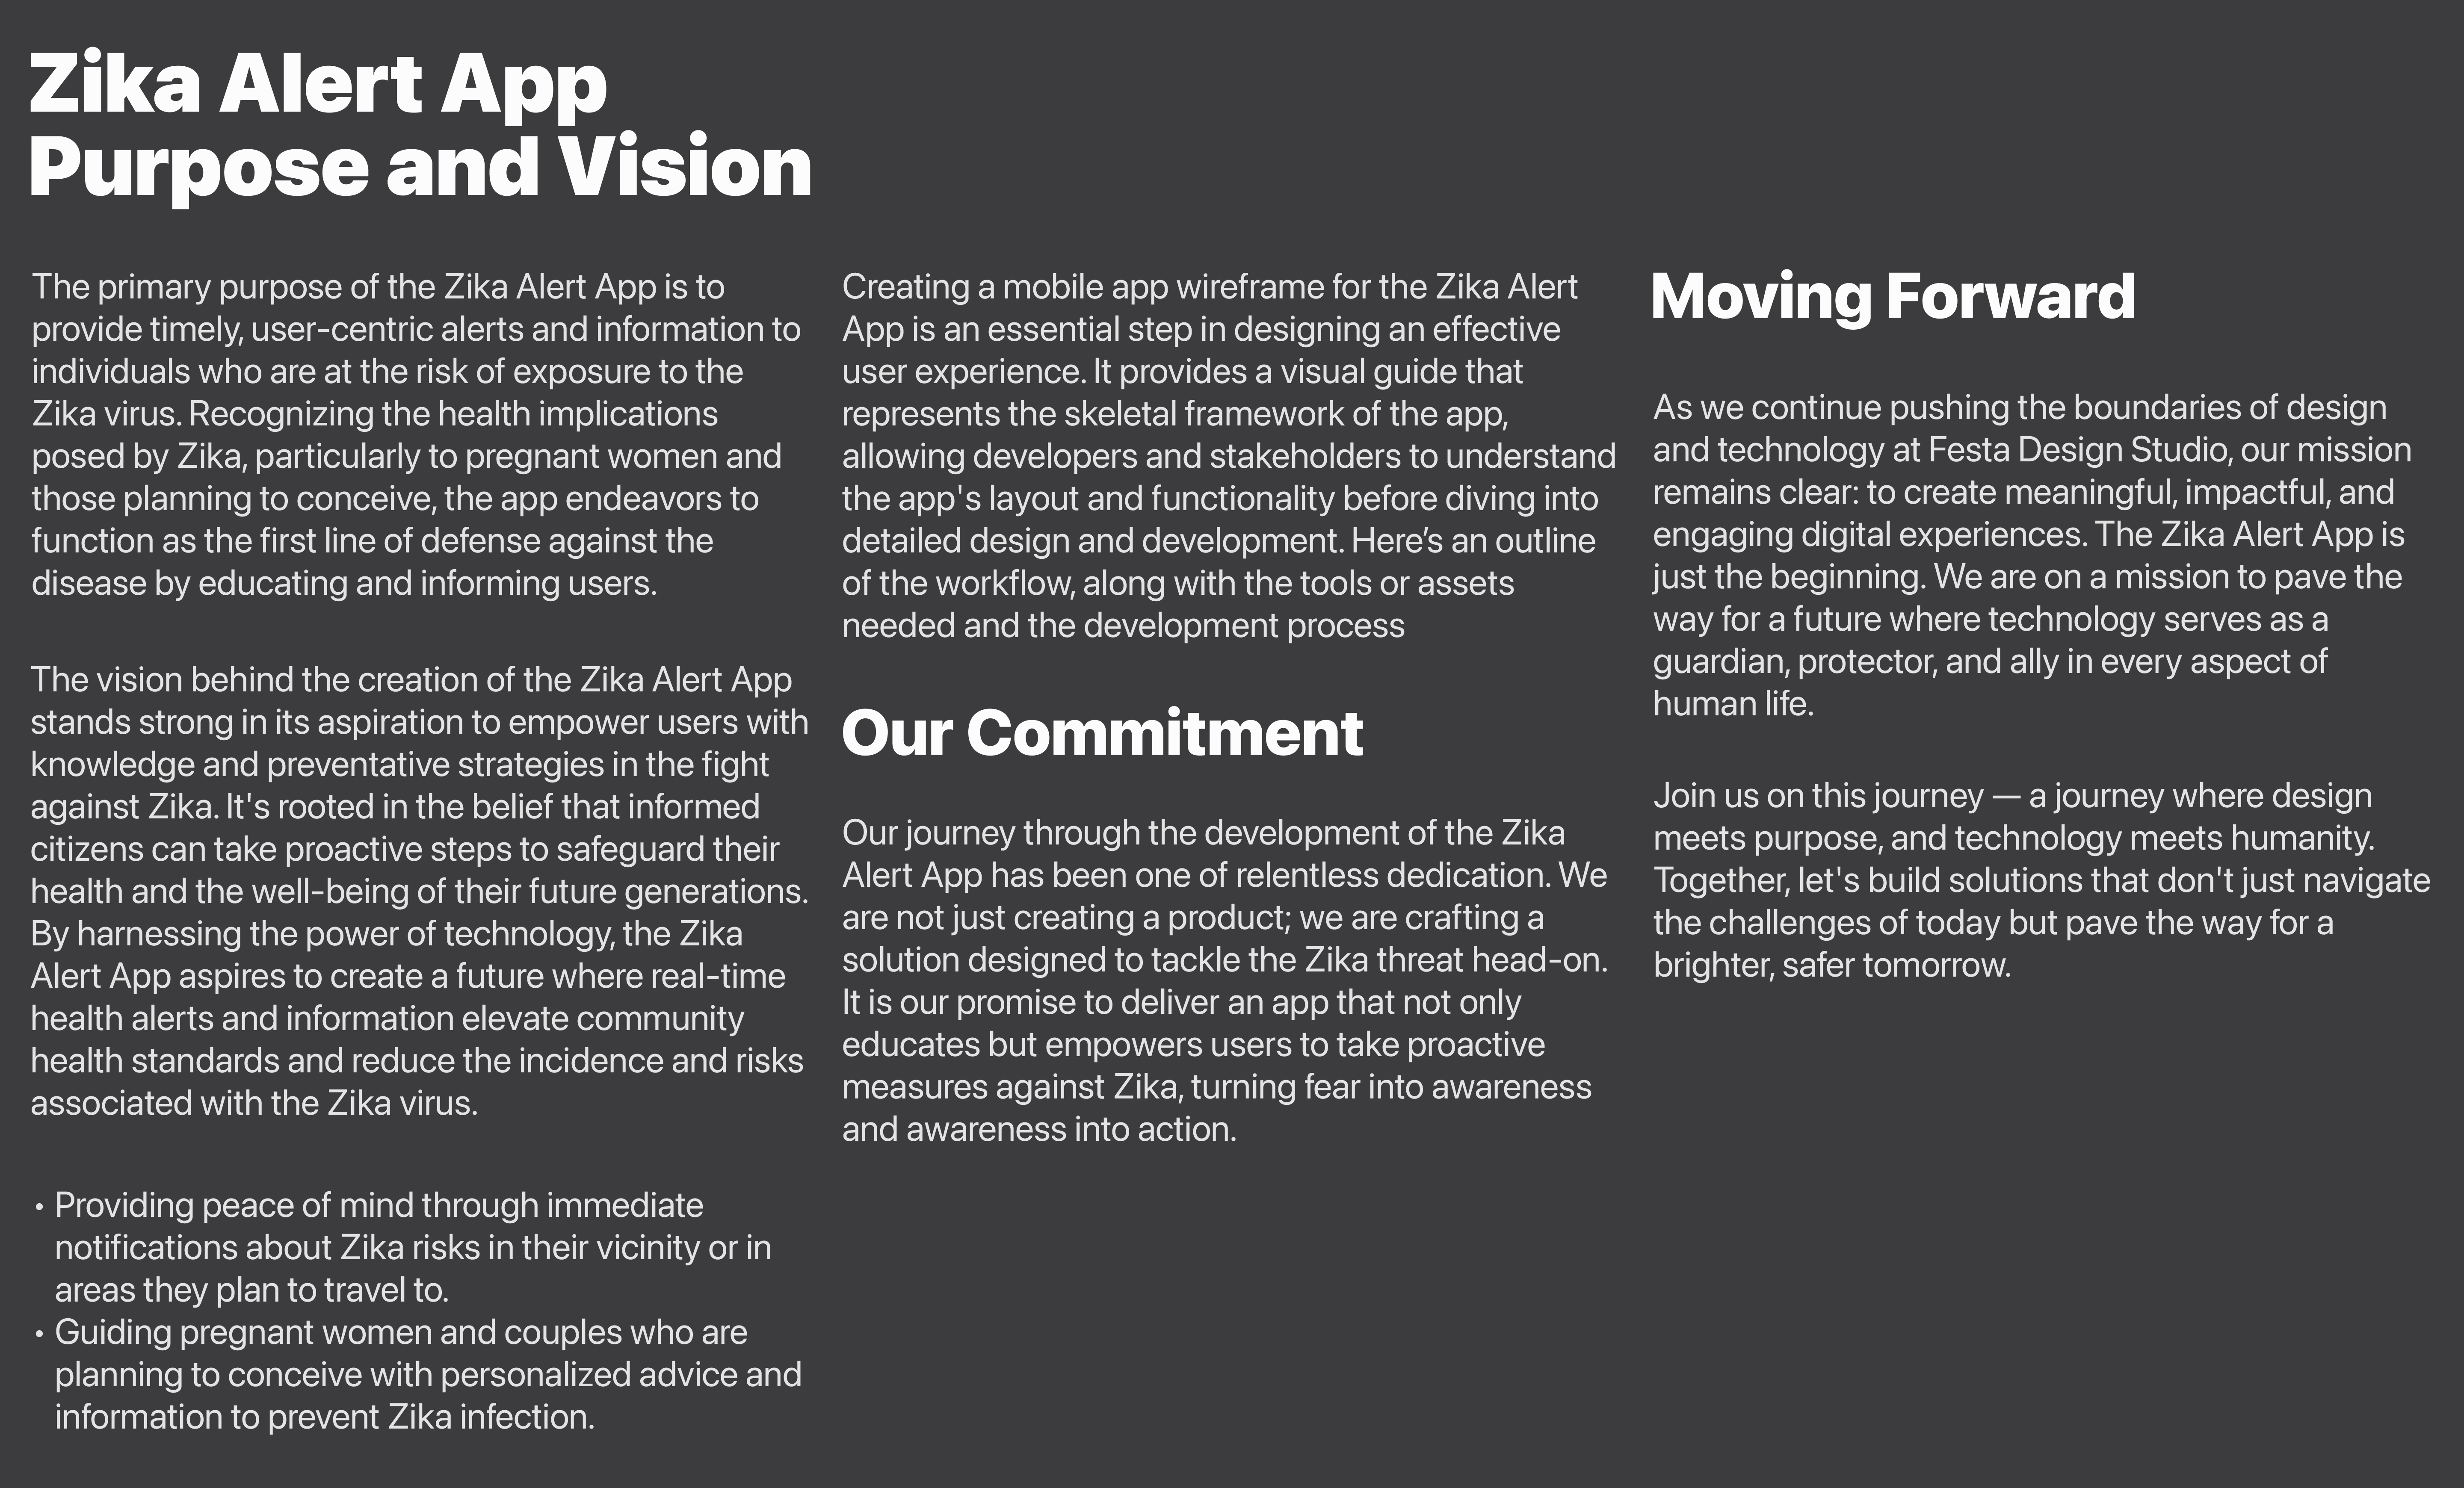 Zika Alert App
Purpose and Vision
The primary purpose of the Zika Alert App is to
provide timely, user-centric alerts and information to
individuals who are at the risk of exposure to the
Zika virus. Recognizing the health implications
posed by Zika, particularly to pregnant women and
those planning to conceive, the app endeavors to
function as the first line of defense against the
disease by educating and informing users.
The vision behind the creation of the Zika Alert App
stands strong in its aspiration to empower users with
knowledge and preventative strategies in the fight
against Zika. It's rooted in the belief that informed
citizens can take proactive steps to safeguard their
health and the well-being of their future generations.
By harnessing the power of technology, the Zika
Alert App aspires to create a future where real-time
health alerts and information elevate community
health standards and reduce the incidence and risks
associated with the Zika virus.
• Providing peace of mind through immediate
notifications about Zika risks in their vicinity or in
areas they plan to travel to.
• Guiding pregnant women and couples who are
planning to conceive with personalized advice and
information to prevent Zika infection.
Creating a mobile app wireframe for the Zika Alert
App is an essential step in designing an effective
user experience. It provides a visual guide that
represents the skeletal framework of the app,
allowing developers and stakeholders to understand
the app's layout and functionality before diving into
detailed design and development. Here’s an outline
of the workflow, along with the tools or assets
needed and the development process
Our Commitment
Our journey through the development of the Zika
Alert App has been one of relentless dedication. We
are not just creating a product; we are crafting a
solution designed to tackle the Zika threat head-on.
It is our promise to deliver an app that not only
educates but empowers users to take proactive
measures against Zika, turning fear into awareness
and awareness into action.
Moving Forward
As we continue pushing the boundaries of design
and technology at Festa Design Studio, our mission
remains clear: to create meaningful, impactful, and
engaging digital experiences. The Zika Alert App is
just the beginning. We are on a mission to pave the
way for a future where technology serves as a
guardian, protector, and ally in every aspect of
human life.
Join us on this journey — a journey where design
meets purpose, and technology meets humanity.
Together, let's build solutions that don't just navigate
the challenges of today but pave the way for a
brighter, safer tomorrow.